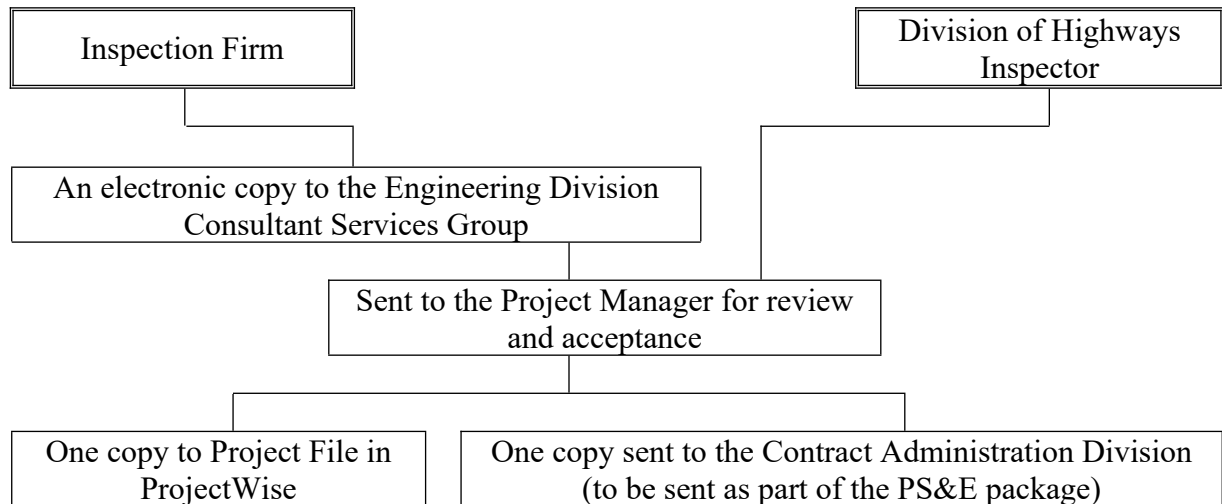 Inspection Firm
Division of Highways
Inspector
An electronic copy to the Engineering Division
Consultant Services Group
Sent to the Project Manager for review
and acceptance
One copy to Project File in
ProjectWise
One copy sent to the Contract Administration Division
(to be sent as part of the PS&E package)